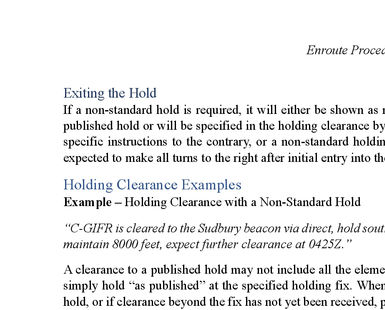 Enroute Proced
Exiting the Hold
If a non-standard hold is required, it will either be shown as
published hold or will be specified in the holding clearance by
specific instructions to the contrary, or a non-standard holdin
expected to make all turns to the right after initial entry into the
Holding Clearance Examples
Example – Holding Clearance with a Non-Standard Hold
“C-GIFR is cleared to the Sudbury beacon via direct, hold sout
maintain 8000 feet, expect further clearance at 0425Z.”
A clearance to a published hold may not include all the eleme
simply hold “as published” at the specified holding fix. When
hold, or if clearance beyond the fix has not yet been received, p